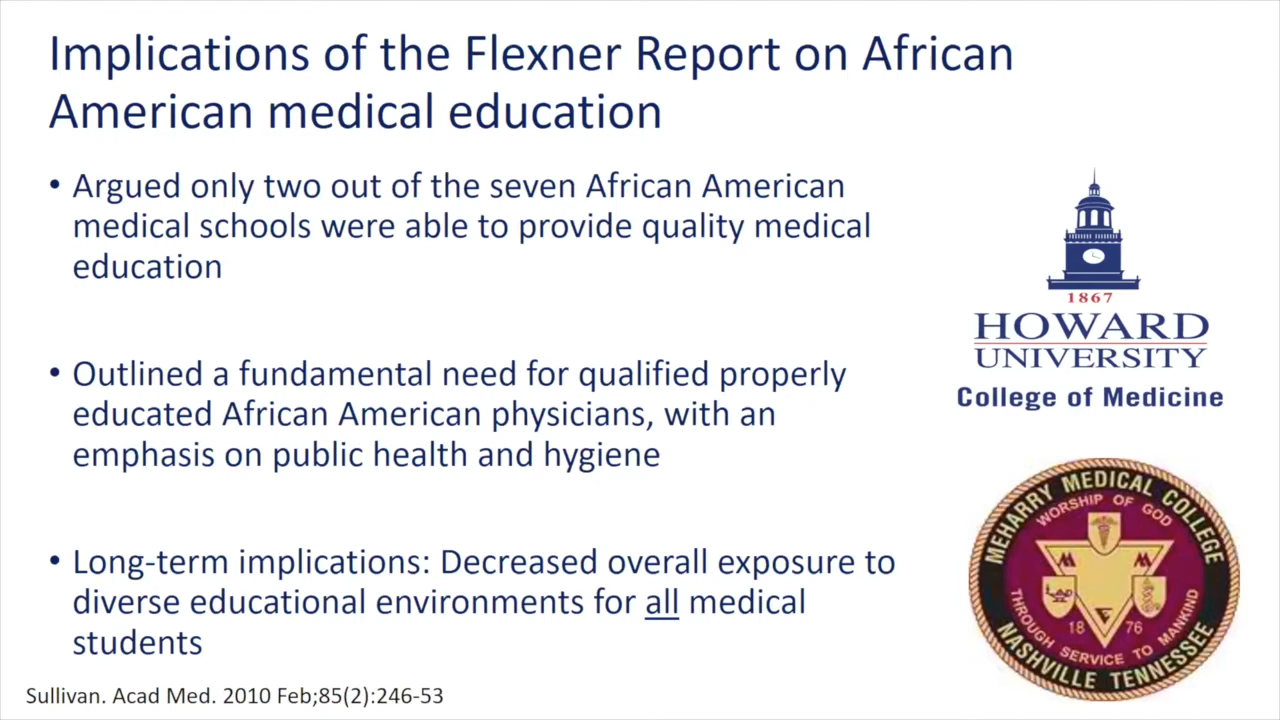 Implications of the Flexner Report on African
American medical education
• Argued only two out of the seven African American
medical schools were able to provide quality medical
education
• Outlined a fundamental need for qualified properly
educated African American physicians, with an
emphasis on public health and hygiene
• Long-term implications: Decreased overall exposure to
diverse educational environments for all medical
students
Sullivan. Acad Med. 2010 Feb;85(2):246-53
1867
HOWARD
UNIVERSITY
College of Medicine
MEHARRY MEDICAL COLLEGE
WORSHIP OF GOD
18 76
THROUGH SERVICE TO MANKIND
NASHVILLE TENNESSEE